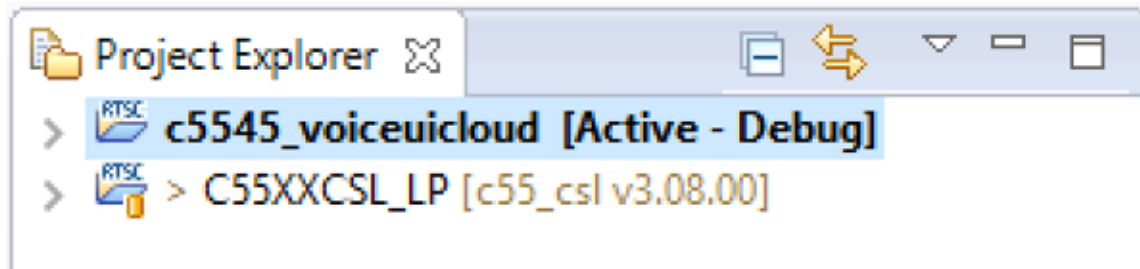 Project Explorer
RTSC c5545_voiceuicloud [Active - Debug]
RTSC > C55XXCSL_LP [c55_csl v3.08.00]